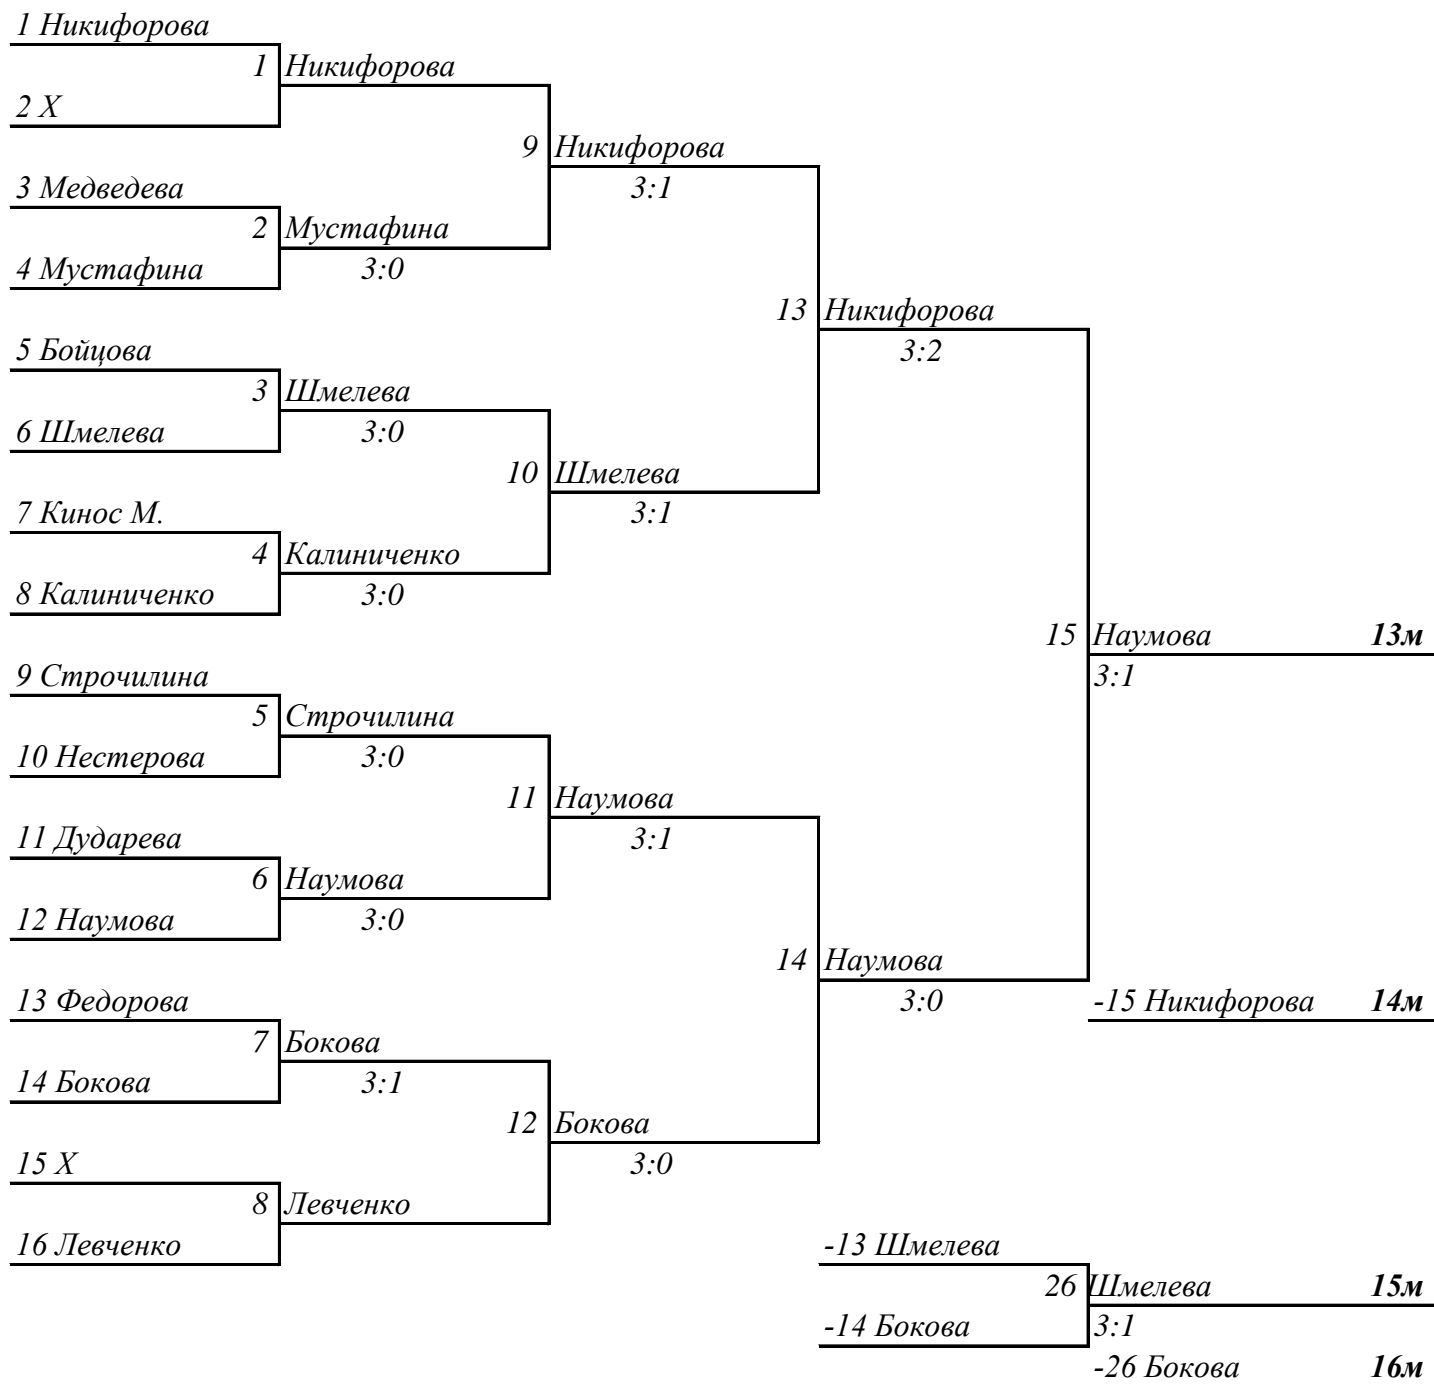 1 Никифорова
1 Никифорова
2 Х
9 Никифорова
3:1
3 Медведева
2 Мустафина
4 Мустафина
3:0
13 Никифорова
3:2
5 Бойцова
3 Шмелева
6 Шмелева
3:0
10 Шмелева
3:1
7 Кинос М.
4 Калиниченко
8 Калиниченко
3:0
15 Наумова 13м
3:1
9 Строчилина
5 Строчилина
10 Нестерова
3:0
11 Наумова
3:1
11 Дударева
6 Наумова
12 Наумова
3:0
14 Наумова
3:0
-15 Никифорова 14м
13 Федорова
7 Бокова
14 Бокова
3:1
12 Бокова
3:0
15 Х
8 Левченко
16 Левченко
-13 Шмелева
26 Шмелева 15м
-14 Бокова
3:1
-26 Бокова 16м